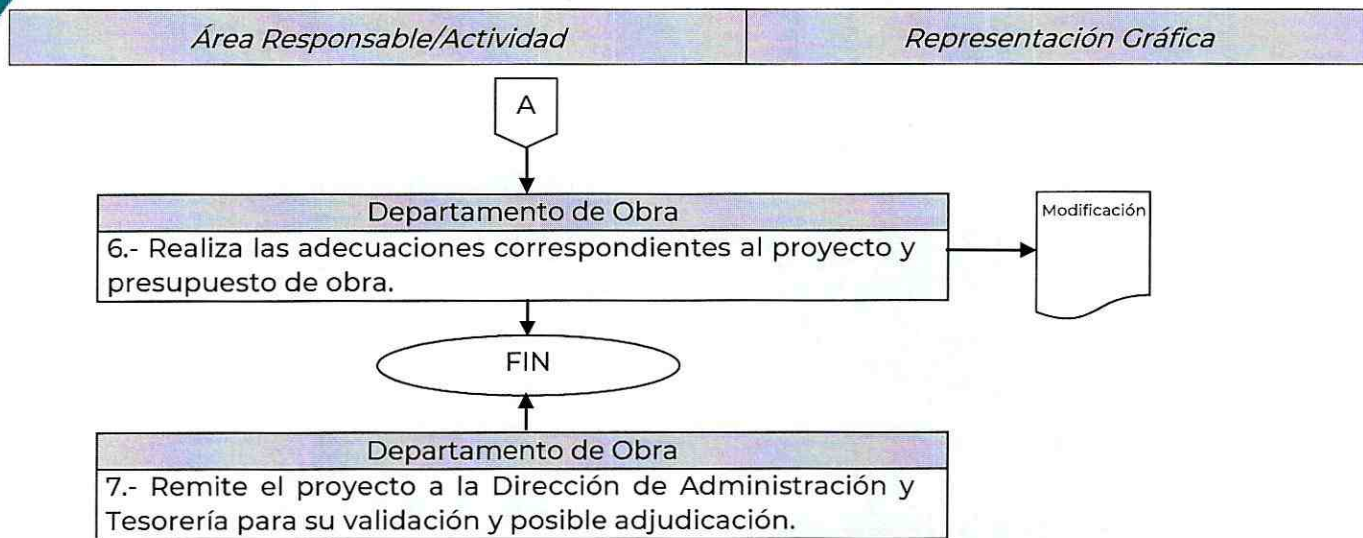 Área Responsable/Actividad
Representación Gráfica
A
Departamento de Obra
6.- Realiza las adecuaciones correspondientes al proyecto y
presupuesto de obra.
Modificación
FIN
Departamento de Obra
7.- Remite el proyecto a la Dirección de Administración y
Tesorería para su validación y posible adjudicación.